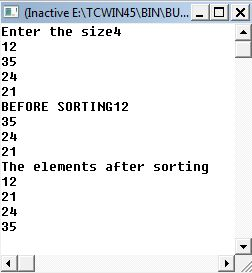 (Inactive E:\TCWIN45\BIN\BU...
Enter the size4
12
35
24
21
BEFORE SORTING12
35
24
21
The elements after sorting
12
21
24
35